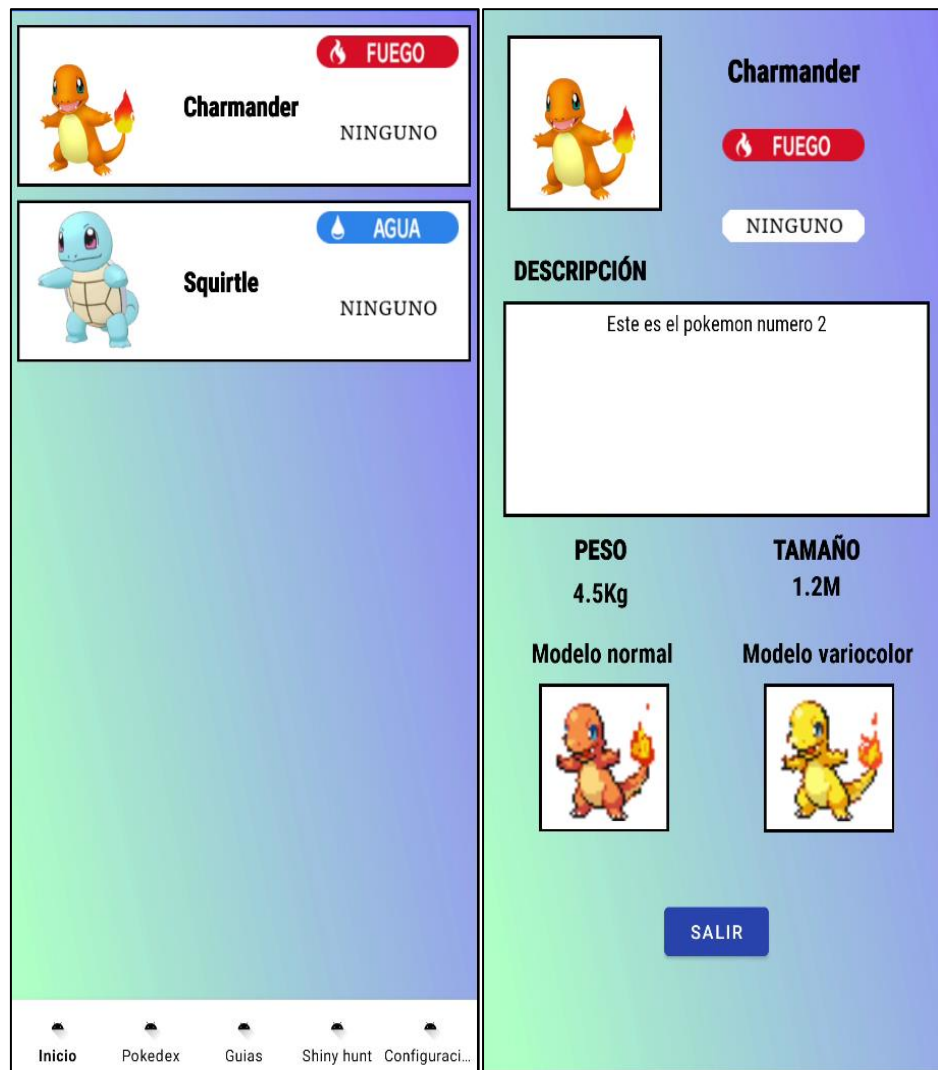 FUEGO
Charmander
NINGUNO
AGUA
Squirtle
NINGUNO
Inicio
Pokedex
Guias
Shiny hunt
Configuraci...
Charmander
FUEGO
NINGUNO
DESCRIPCIÓN
Este es el pokemon numero 2
PESO
TAMAÑO
4.5Kg
1.2M
Modelo normal
Modelo variocolor
SALIR